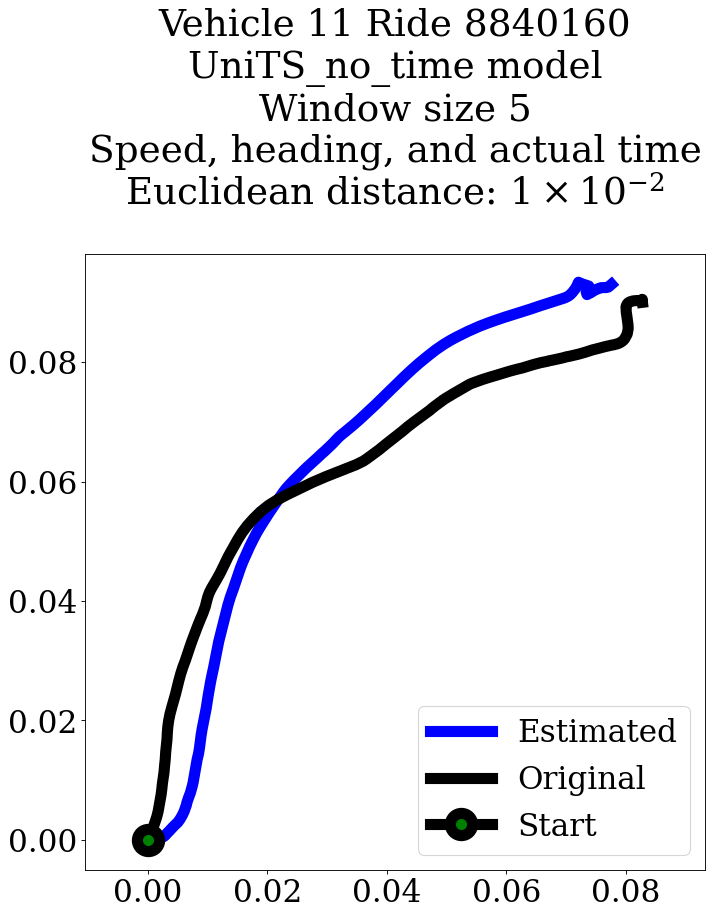 Vehicle 11 Ride 8840160
UniTS_no_time model
Window size 5
Speed, heading, and actual time
Euclidean distance: 1 × 10⁻²
0.08
0.06
0.04
0.02
0.00
Estimated
Original
Start
0.00 0.02 0.04 0.06 0.08